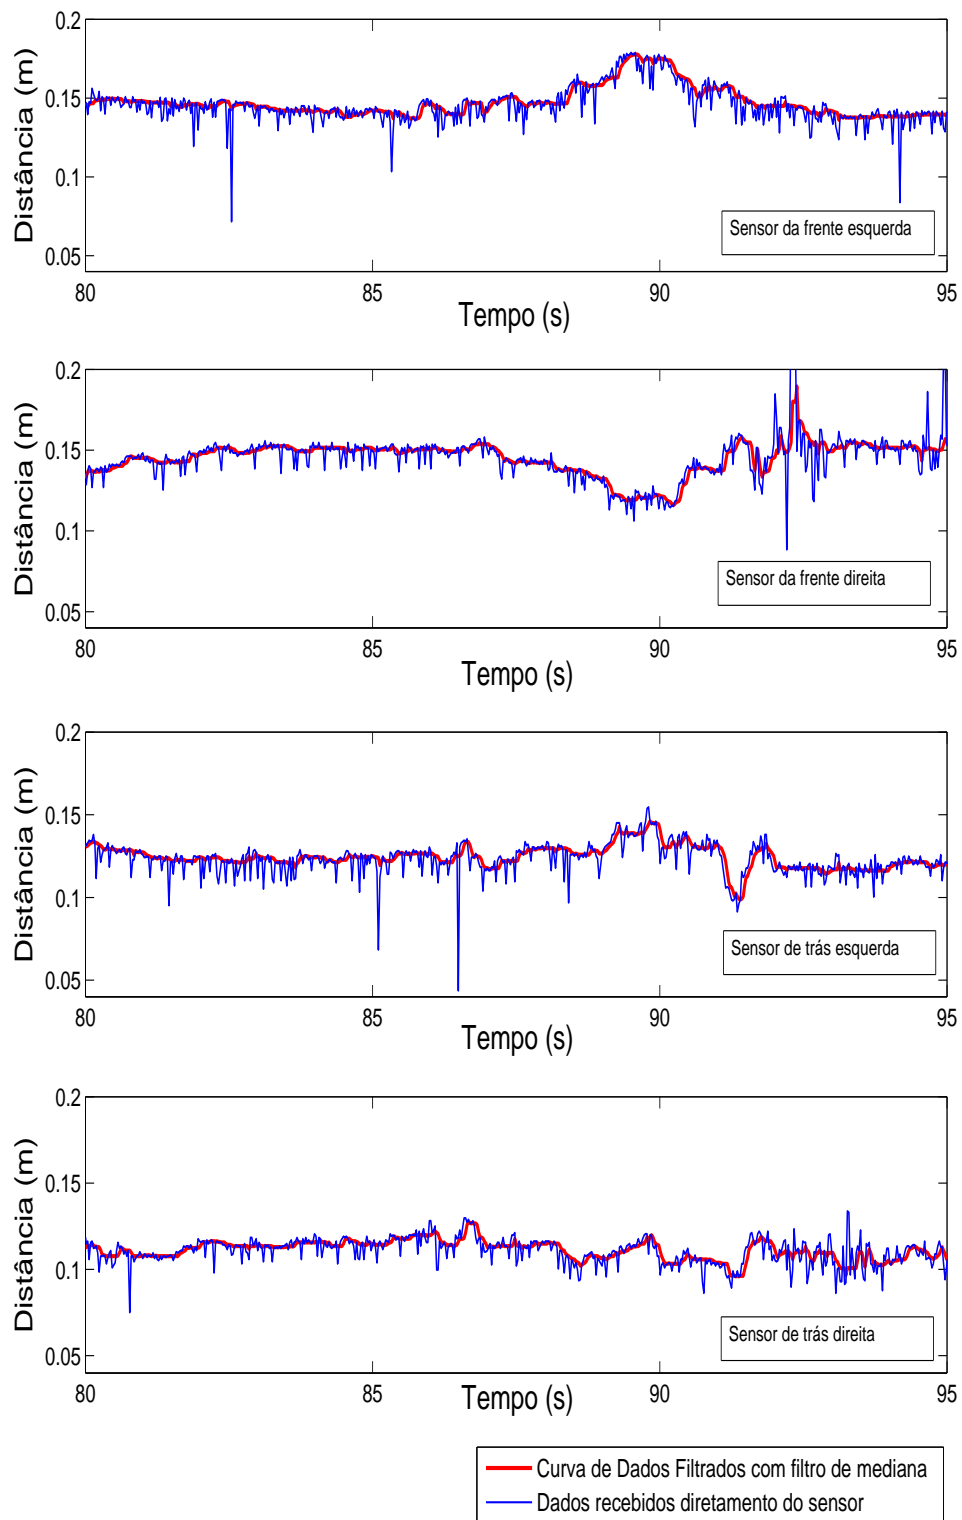 0.2
0.15
0.1
0.05
Distância (m)
Sensor da frente esquerda
80
85
90
95
Tempo (s)
0.2
0.15
0.1
0.05
Distância (m)
Sensor da frente direita
80
85
90
95
Tempo (s)
0.2
0.15
0.1
0.05
Distância (m)
Sensor de trás esquerda
80
85
90
95
Tempo (s)
0.2
0.15
0.1
0.05
Distância (m)
Sensor de trás direita
80
85
90
95
Tempo (s)
Curva de Dados Filtrados com filtro de mediana
Dados recebidos diretamento do sensor